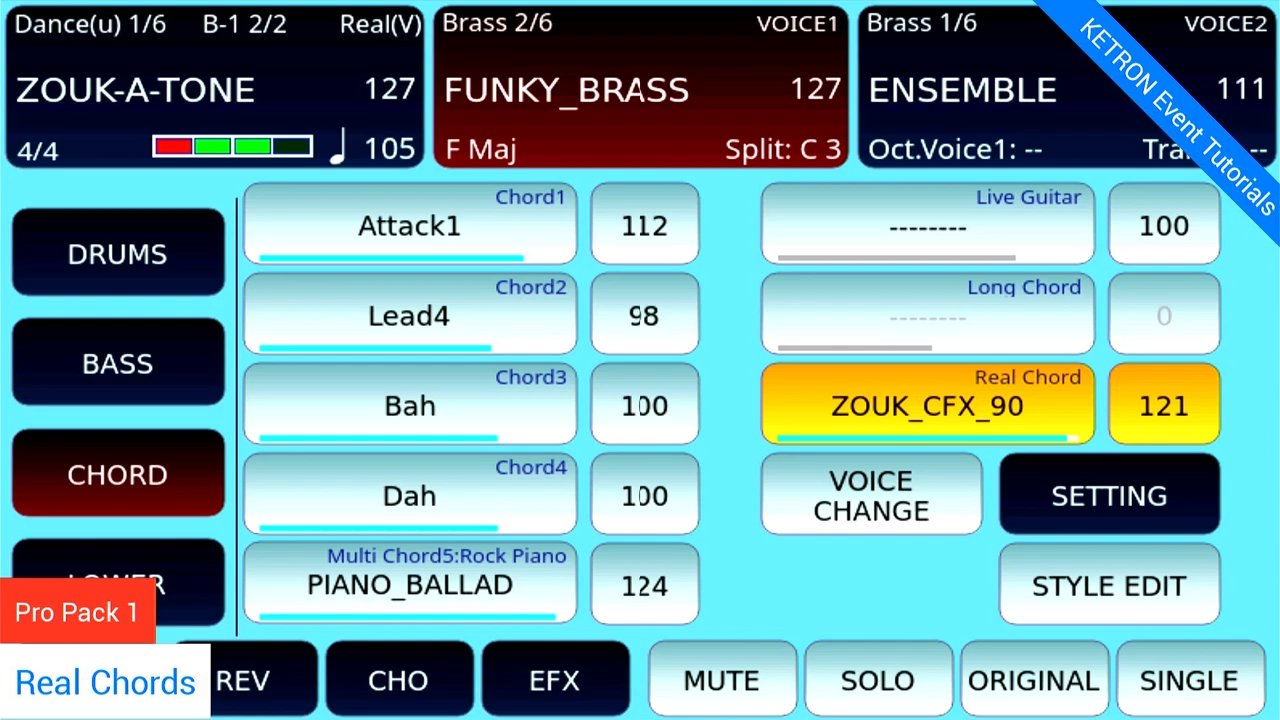 Dance(u) 1/6 B-1 2/2 Real(V)
ZOUK-A-TONE 127
4/4 105
Brass 2/6 VOICE1
FUNKY_BRASS 127
F Maj Split: C 3
Brass 1/6 VOICE2
ENSEMBLE 111
Oct.Voice1: -- --
KETRON Event Tutorials
DRUMS
BASS
CHORD
LOWER
Chord1
Attack1 112
Chord2
Lead4 98
Chord3
Bah 100
Chord4
Dah 100
Multi Chord5:Rock Piano
PIANO_BALLAD 124
Live Guitar
-------- 100
Long Chord
-------- 0
Real Chord
ZOUK_CFX_90 121
VOICE
CHANGE
SETTING
STYLE EDIT
Pro Pack 1
Real Chords
REV CHO EFX MUTE SOLO ORIGINAL SINGLE